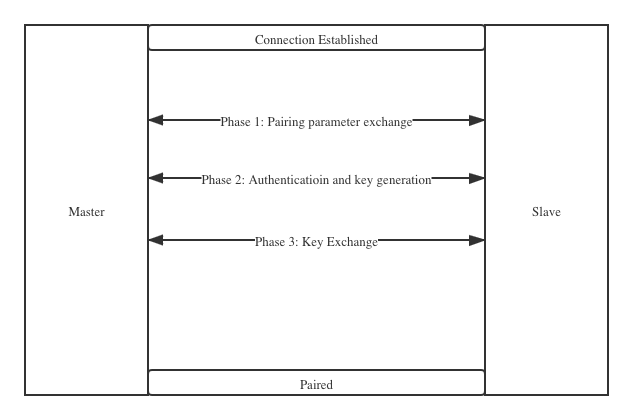 Connection Established
Phase 1: Pairing parameter exchange
Phase 2: Authenticatioin and key generation
Master
Slave
Phase 3: Key Exchange
Paired